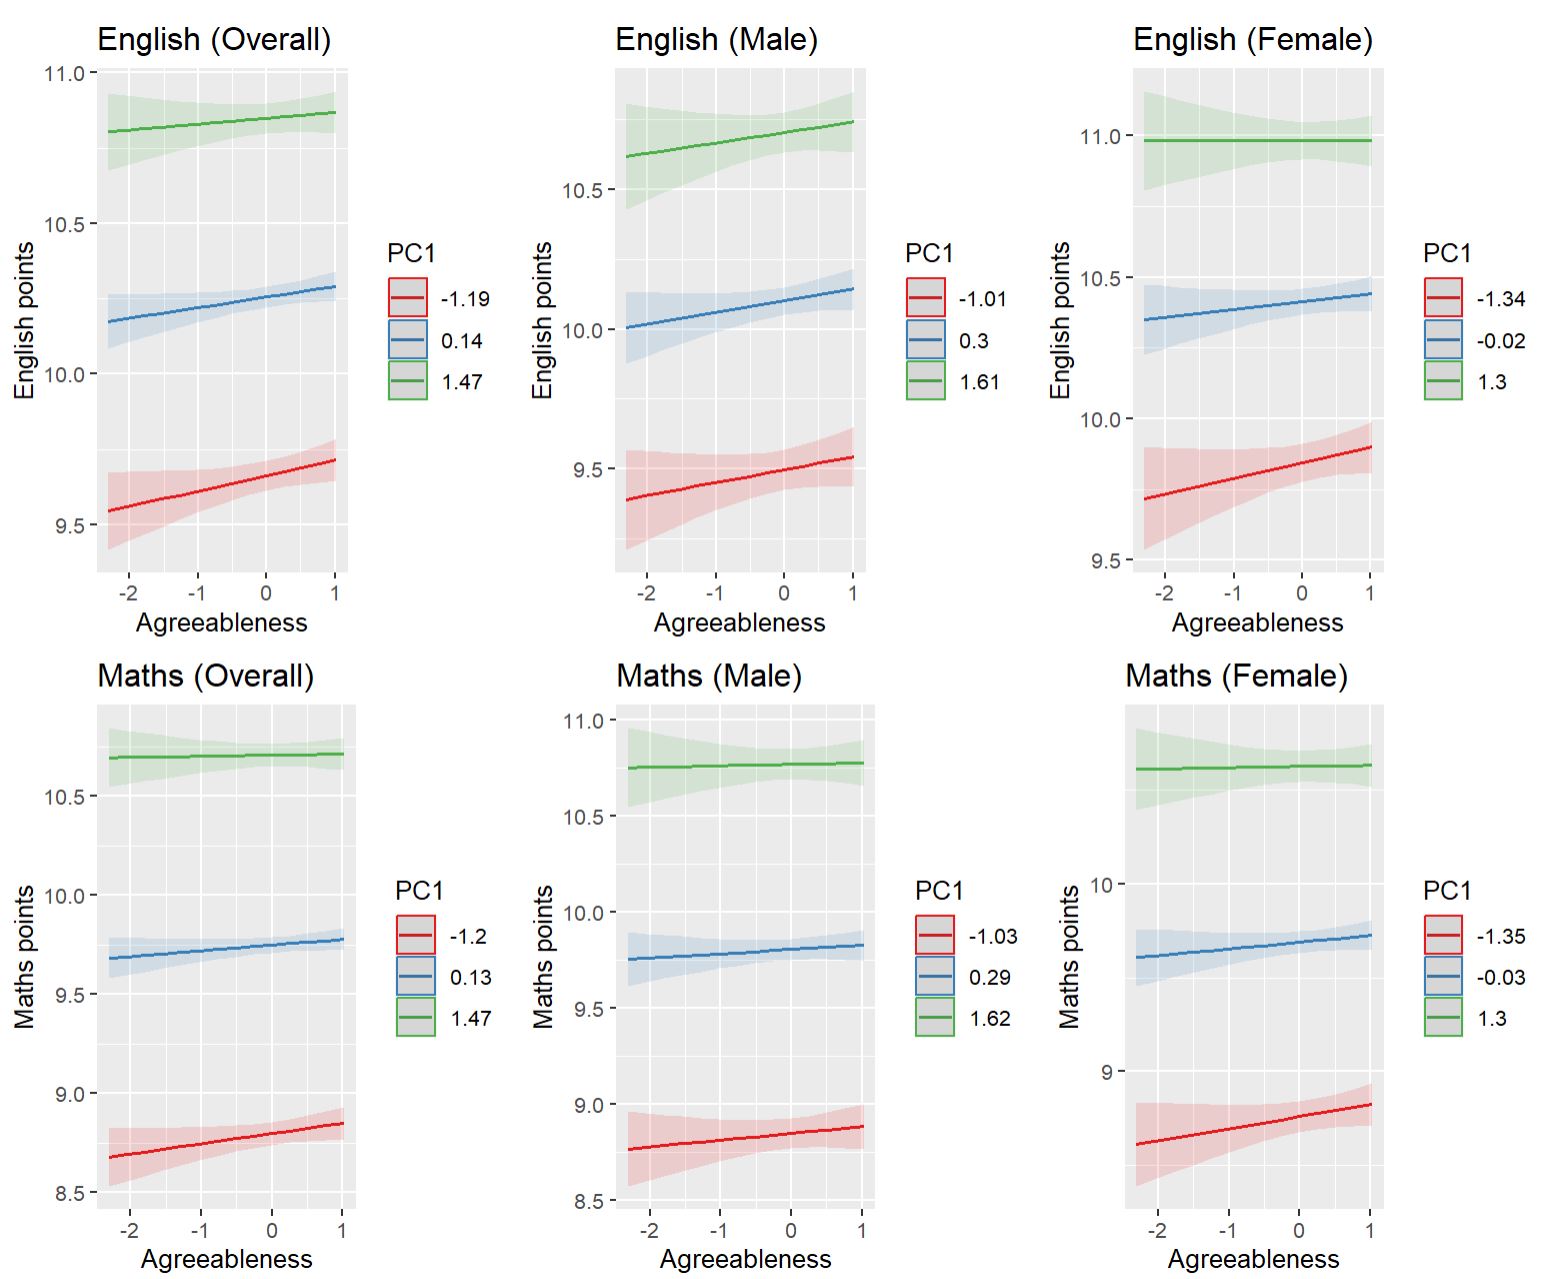 English (Overall)
11.0
10.5
10.0
9.5
English points
-2 -1 0 1
Agreeableness
PC1
-1.19
0.14
1.47
English (Male)
10.5
10.0
9.5
English points
-2 -1 0 1
Agreeableness
PC1
-1.01
0.3
1.61
English (Female)
11.0
10.5
10.0
9.5
English points
-2 -1 0 1
Agreeableness
PC1
-1.34
-0.02
1.3
Maths (Overall)
10.5
10.0
9.5
9.0
8.5
Maths points
-2 -1 0 1
Agreeableness
PC1
-1.2
0.13
1.47
Maths (Male)
11.0
10.5
10.0
9.5
9.0
8.5
Maths points
-2 -1 0 1
Agreeableness
PC1
-1.03
0.29
1.62
Maths (Female)
10
9
Maths points
-2 -1 0 1
Agreeableness
PC1
-1.35
-0.03
1.3